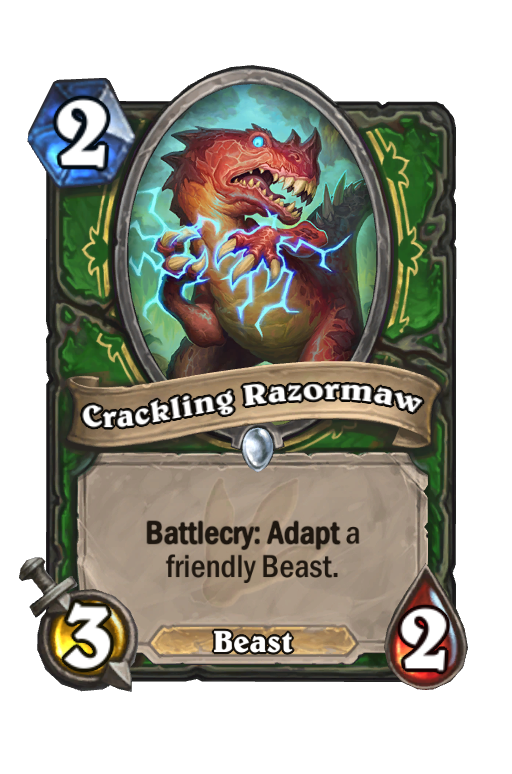 2
Crackling Razormaw
Battlecry: Adapt a
friendly Beast.
3
Beast
2